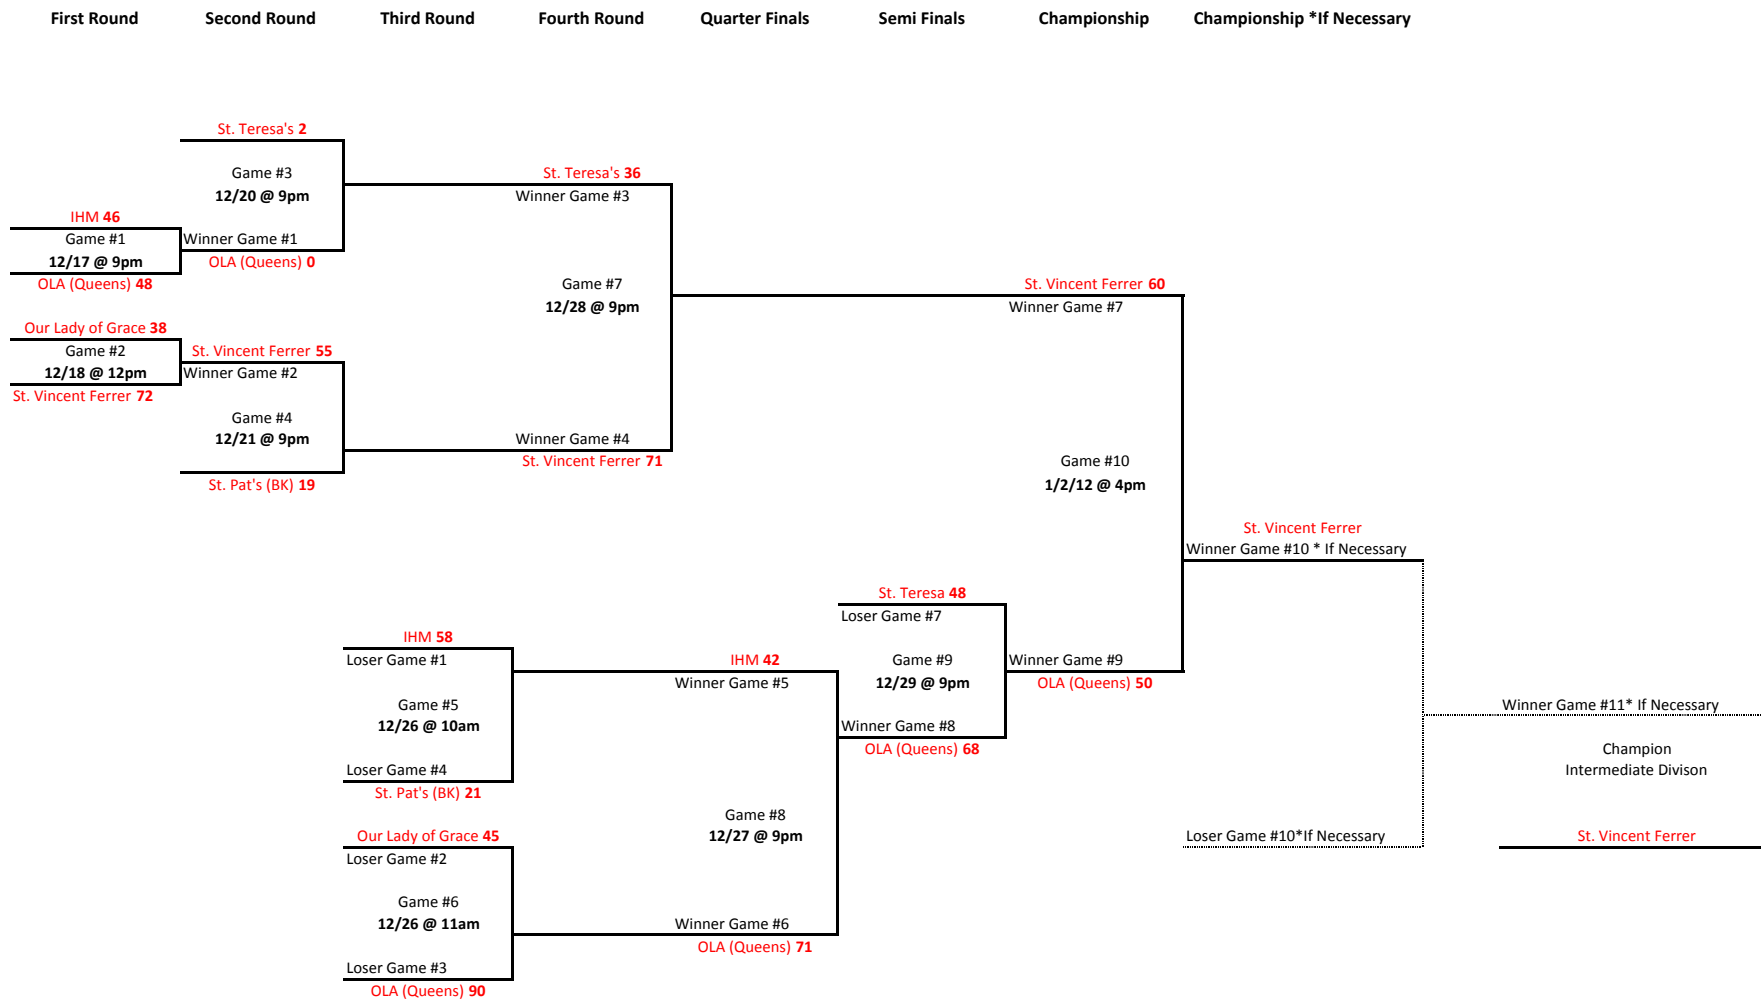 First Round Second Round Third Round Fourth Round Quarter Finals Semi Finals Championship Championship *If Necessary
St. Teresa's 2
Game #3
12/20 @ 9pm
St. Teresa's 36
Winner Game #3
IHM 46
Game #1
12/17 @ 9pm
OLA (Queens) 48
Winner Game #1
OLA (Queens) 0
Game #7
12/28 @ 9pm
St. Vincent Ferrer 60
Winner Game #7
Our Lady of Grace 38
Game #2
12/18 @ 12pm
St. Vincent Ferrer 72
St. Vincent Ferrer 55
Winner Game #2
Game #4
12/21 @ 9pm
St. Pat's (BK) 19
Winner Game #4
St. Vincent Ferrer 71
Game #10
1/2/12 @ 4pm
St. Vincent Ferrer
Winner Game #10 * If Necessary
St. Teresa 48
Loser Game #7
Game #9
12/29 @ 9pm
Winner Game #8
OLA (Queens) 68
Winner Game #9
OLA (Queens) 50
IHM 58
Loser Game #1
Game #5
12/26 @ 10am
Loser Game #4
St. Pat's (BK) 21
IHM 42
Winner Game #5
Game #8
12/27 @ 9pm
Winner Game #6
OLA (Queens) 71
Our Lady of Grace 45
Loser Game #2
Game #6
12/26 @ 11am
Loser Game #3
OLA (Queens) 90
Loser Game #10*If Necessary
Winner Game #11* If Necessary
Champion
Intermediate Divison
St. Vincent Ferrer